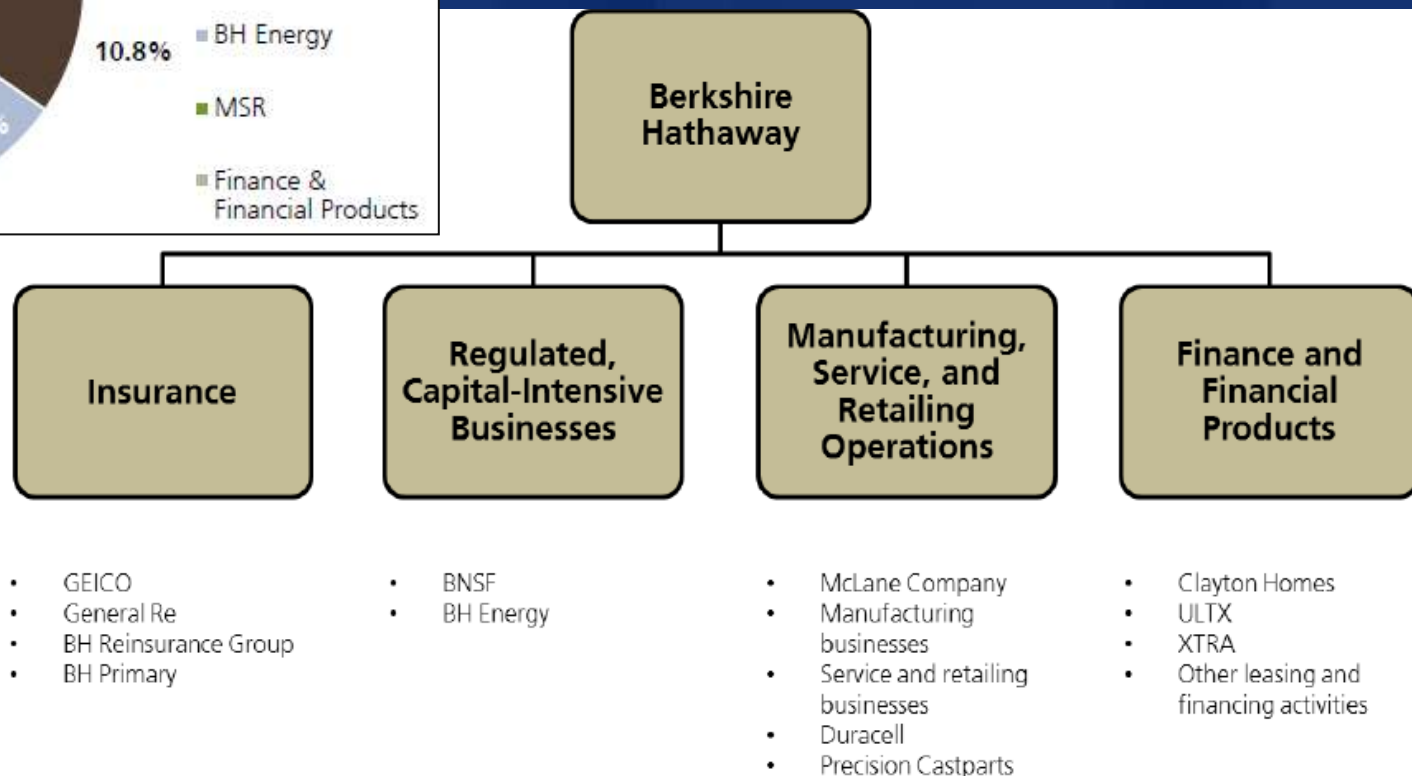 10.8%
BH Energy
MSR
Finance &
Financial Products
Berkshire
Hathaway
Insurance
Regulated,
Capital-Intensive
Businesses
Manufacturing,
Service, and
Retailing
Operations
Finance and
Financial
Products
• GEICO
• General Re
• BH Reinsurance Group
• BH Primary
• BNSF
• BH Energy
• McLane Company
• Manufacturing
businesses
• Service and retailing
businesses
• Duracell
• Precision Castparts
• Clayton Homes
• ULTX
• XTRA
• Other leasing and
financing activities